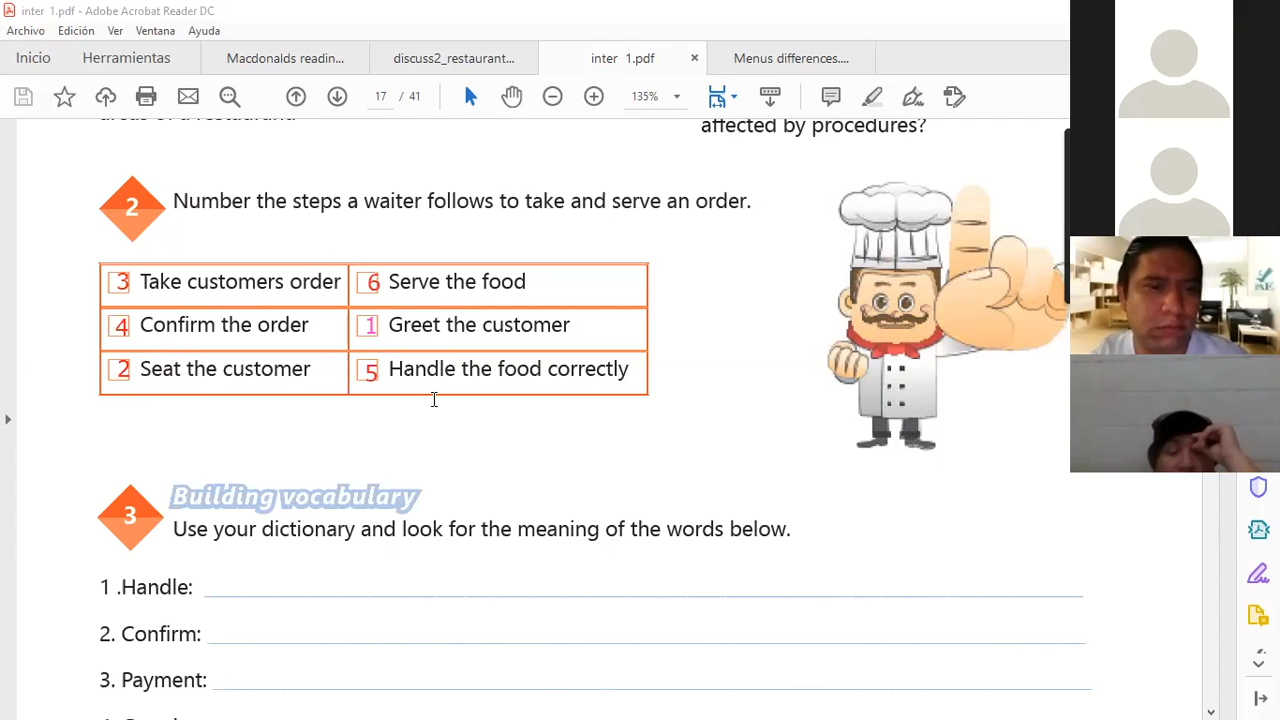 inter 1.pdf - Adobe Acrobat Reader DC
Archivo Edición Ver Ventana Ayuda
Inicio Herramientas Macdonalds readin... discuss2_restaurant... inter 1.pdf × Menus differences....
17 / 41 135%
areas of a restaurant
affected by procedures?
2 Number the steps a waiter follows to take and serve an order.
3 Take customers order 6 Serve the food
4 Confirm the order 1 Greet the customer
2 Seat the customer 5 Handle the food correctly
3 Building vocabulary
Use your dictionary and look for the meaning of the words below.
1 .Handle:
2. Confirm:
3. Payment: